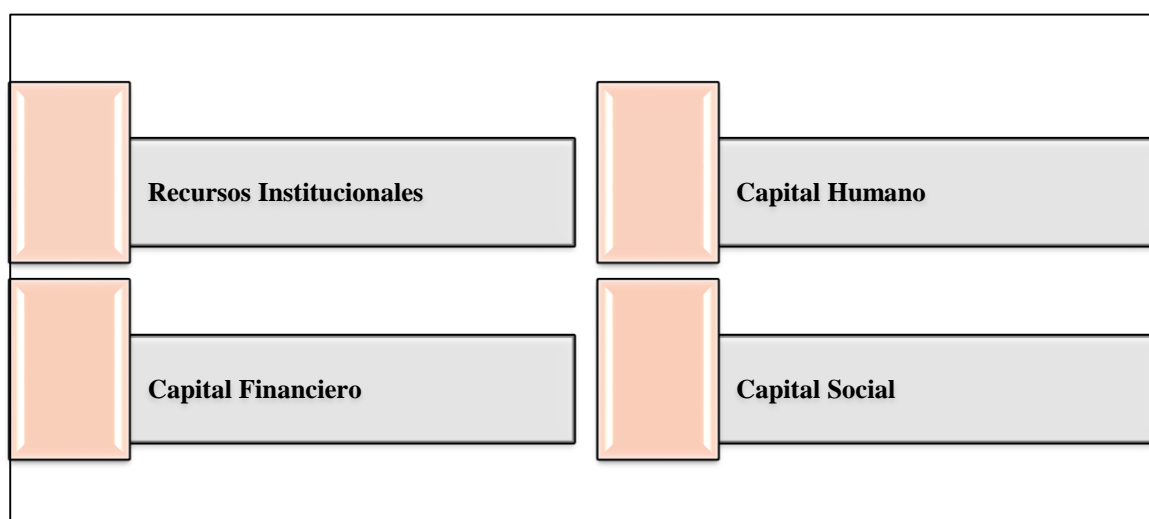 Recursos Institucionales
Capital Humano
Capital Financiero
Capital Social